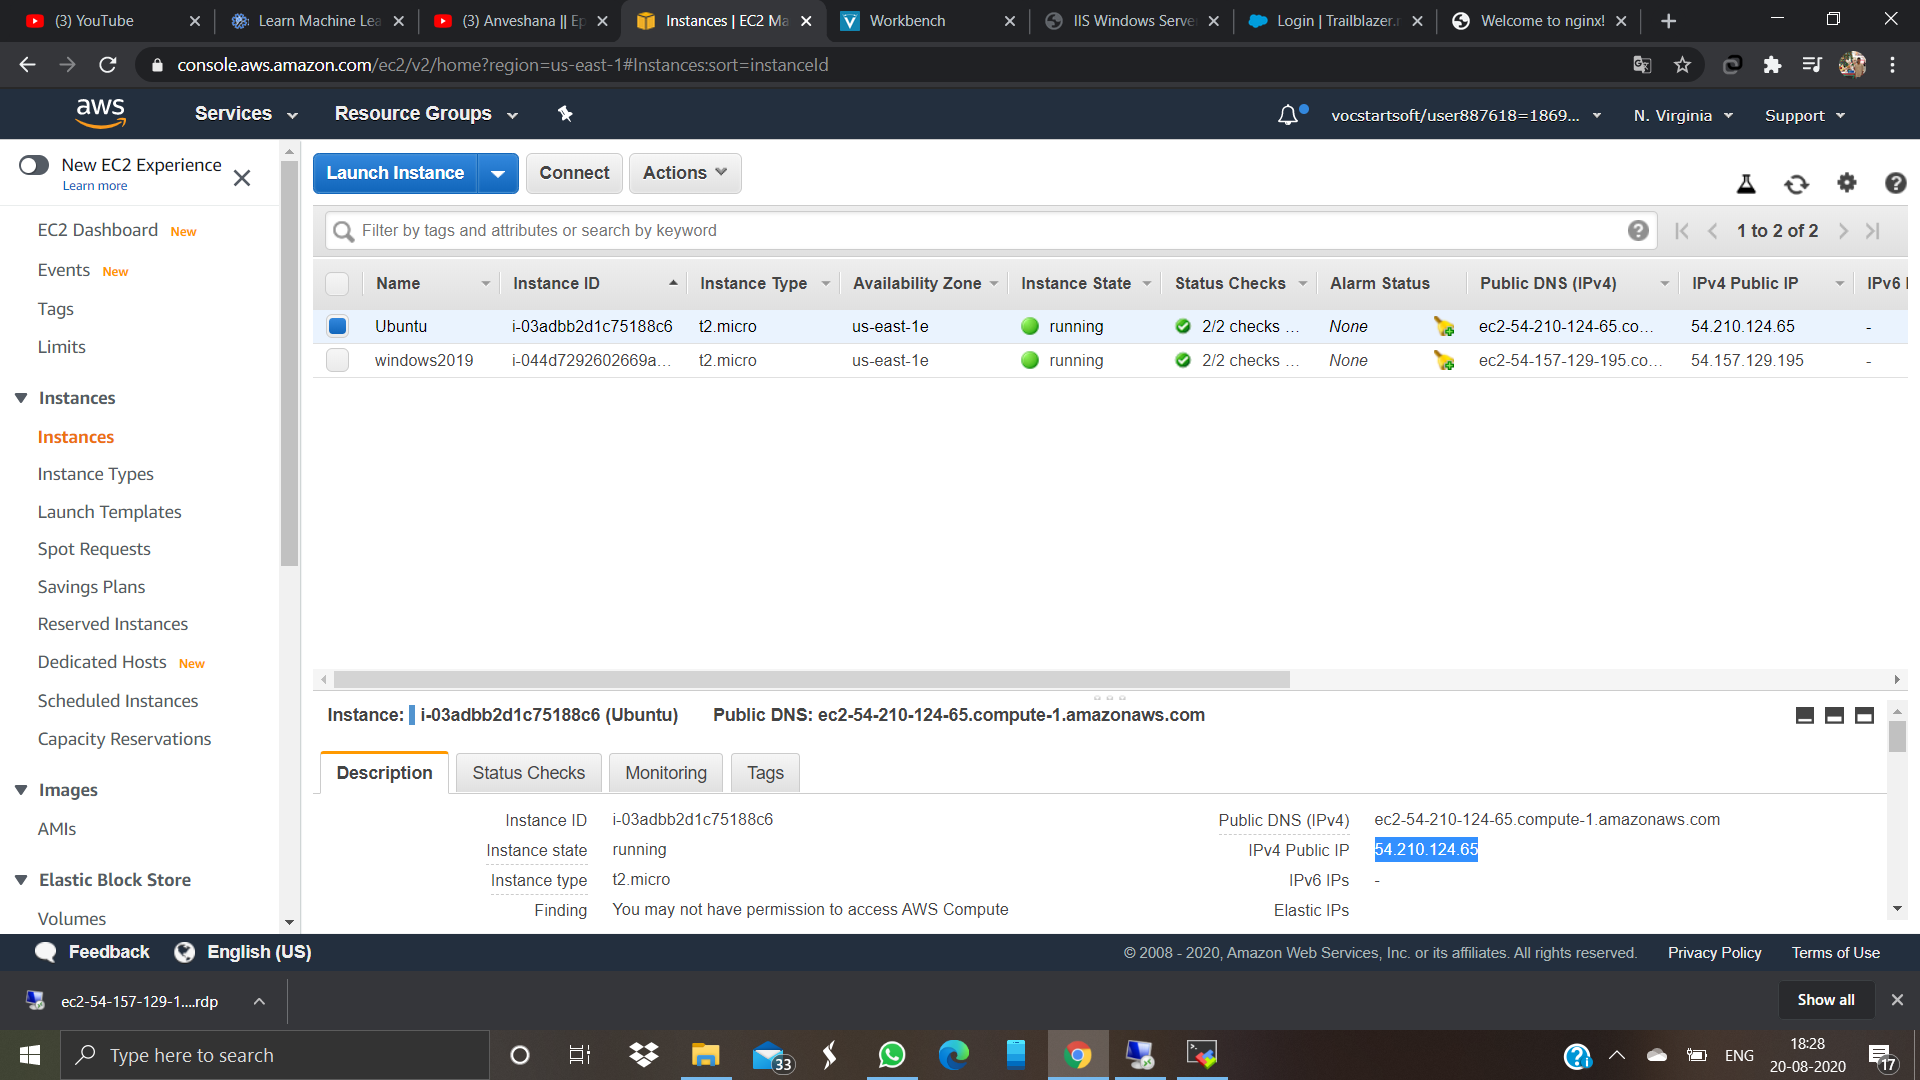 (3) YouTube
Learn Machine Lea
(3) Anveshana || Ep
Instances | EC2 Ma
Workbench
IIS Windows Serve
Login | Trailblazer.
Welcome to nginx!
console.aws.amazon.com/ec2/v2/home?region=us-east-1#Instances:sort=instanceId
aws
Services
Resource Groups
vocstartsoft/user887618=1869...
N. Virginia
Support
New EC2 Experience
Learn more
Launch Instance
Connect
Actions
Filter by tags and attributes or search by keyword
1 to 2 of 2
Name
Instance ID
Instance Type
Availability Zone
Instance State
Status Checks
Alarm Status
Public DNS (IPv4)
IPv4 Public IP
IPv6 I
Ubuntu
i-03adbb2d1c75188c6
t2.micro
us-east-1e
running
2/2 checks ...
None
ec2-54-210-124-65.co...
54.210.124.65
-
windows2019
i-044d7292602669a...
t2.micro
us-east-1e
running
2/2 checks ...
None
ec2-54-157-129-195.co...
54.157.129.195
-
EC2 Dashboard New
Events New
Tags
Limits
Instances
Instances
Instance Types
Launch Templates
Spot Requests
Savings Plans
Reserved Instances
Dedicated Hosts New
Scheduled Instances
Capacity Reservations
Images
AMIs
Elastic Block Store
Volumes
Instance: i-03adbb2d1c75188c6 (Ubuntu)
Public DNS: ec2-54-210-124-65.compute-1.amazonaws.com
Description
Status Checks
Monitoring
Tags
Instance ID i-03adbb2d1c75188c6
Instance state running
Instance type t2.micro
Finding You may not have permission to access AWS Compute
Public DNS (IPv4) ec2-54-210-124-65.compute-1.amazonaws.com
IPv4 Public IP 54.210.124.65
IPv6 IPs -
Elastic IPs
Feedback
English (US)
© 2008 - 2020, Amazon Web Services, Inc. or its affiliates. All rights reserved.
Privacy Policy
Terms of Use
ec2-54-157-129-1....rdp
Show all
Type here to search
33
ENG
18:28
20-08-2020
17